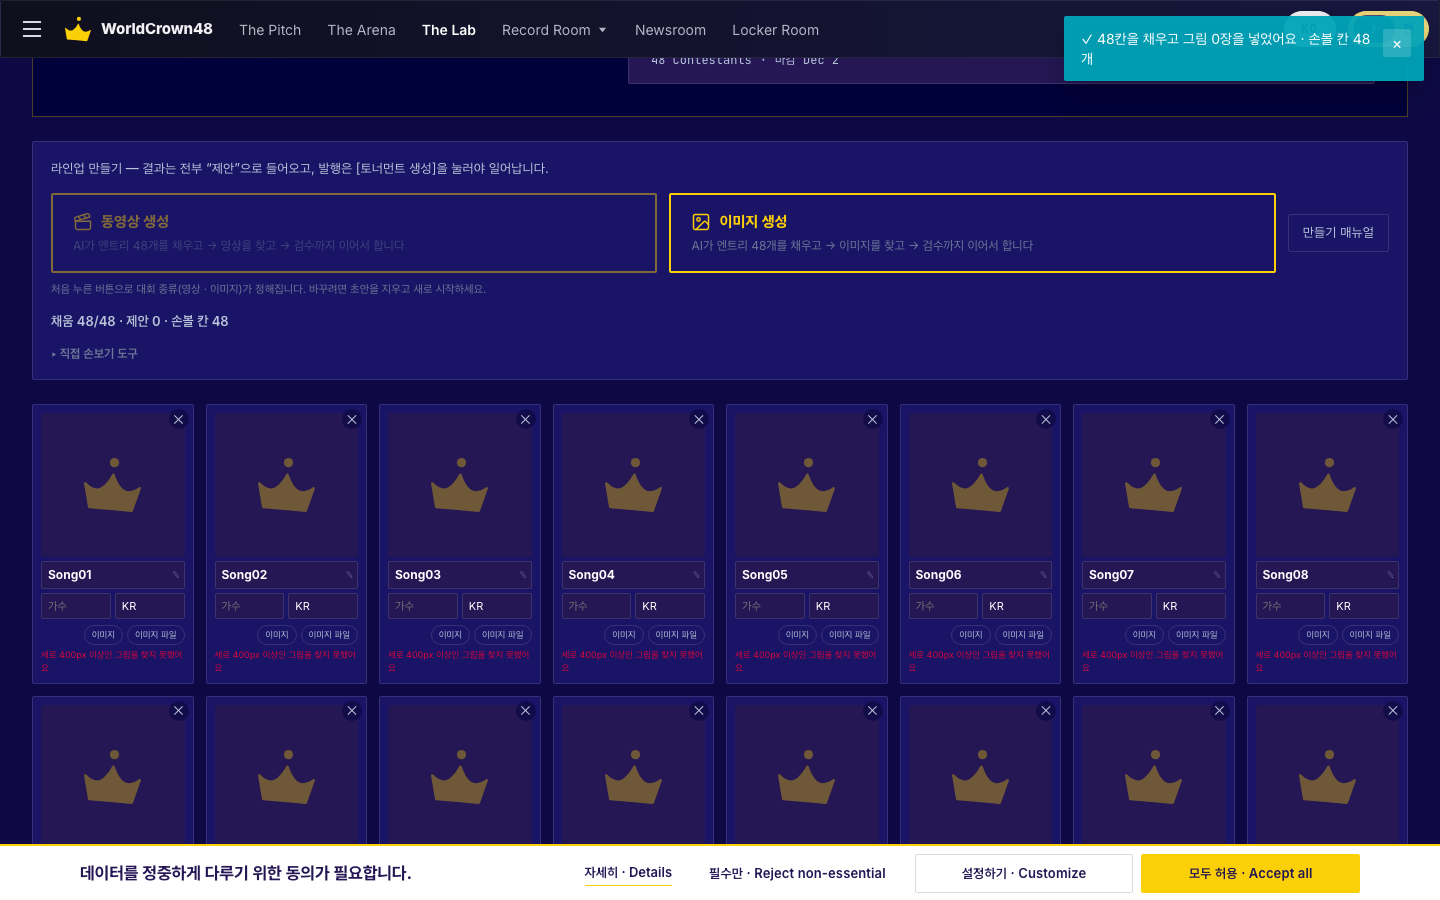 WorldCrown48 The Pitch The Arena The Lab Record Room Newsroom Locker Room
✓ 48칸을 채우고 그림 0장을 넣었어요 · 손볼 칸 48
개
48 Contestants · 마감 Dec 2
라인업 만들기 — 결과는 전부 “제안”으로 들어오고, 발행은 [토너먼트 생성]을 눌러야 일어납니다.
동영상 생성
AI가 엔트리 48개를 채우고 → 영상을 찾고 → 검수까지 이어서 합니다
이미지 생성
AI가 엔트리 48개를 채우고 → 이미지를 찾고 → 검수까지 이어서 합니다
만들기 매뉴얼
처음 누른 버튼으로 대회 종류(영상 · 이미지)가 정해집니다. 바꾸려면 초안을 지우고 새로 시작하세요.
채움 48/48 · 제안 0 · 손볼 칸 48
▸ 직접 손보기 도구
Song01 Song02 Song03 Song04 Song05 Song06 Song07 Song08
가수 KR 가수 KR 가수 KR 가수 KR 가수 KR 가수 KR 가수 KR 가수 KR
이미지 이미지 파일 이미지 이미지 파일 이미지 이미지 파일 이미지 이미지 파일 이미지 이미지 파일 이미지 이미지 파일 이미지 이미지 파일 이미지 이미지 파일
세로 400px 이상인 그림을 찾지 못했어 세로 400px 이상인 그림을 찾지 못했어 세로 400px 이상인 그림을 찾지 못했어 세로 400px 이상인 그림을 찾지 못했어 세로 400px 이상인 그림을 찾지 못했어 세로 400px 이상인 그림을 찾지 못했어 세로 400px 이상인 그림을 찾지 못했어 세로 400px 이상인 그림을 찾지 못했어
요 요 요 요 요 요 요 요
데이터를 정중하게 다루기 위한 동의가 필요합니다. 자세히 · Details 필수만 · Reject non-essential 설정하기 · Customize 모두 허용 · Accept all